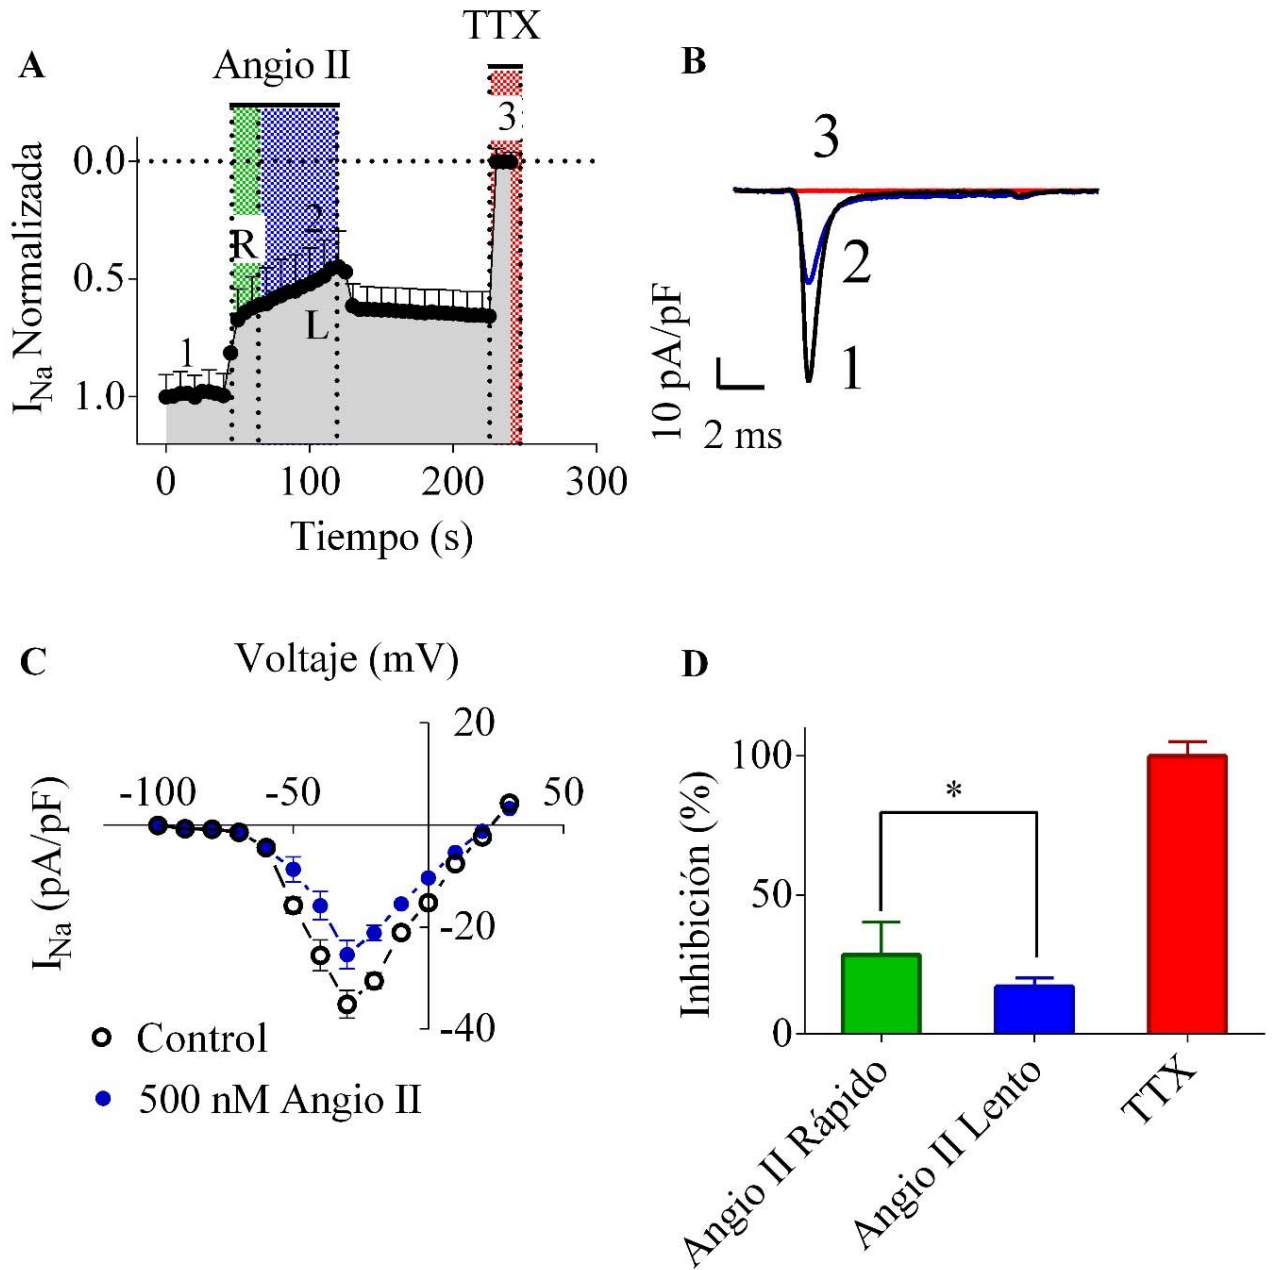 A
Angio II
TTX
3
0.0
R
2
0.5
L
1
1.0
I_Na Normalizada
0 100 200 300
Tiempo (s)
B
3
2
1
10 pA/pF
2 ms
C
Voltaje (mV)
20
-100 -50 50
-20
-40
I_Na (pA/pF)
Control
500 nM Angio II
D
100
*
50
0
Inhibición (%)
Angio II Rápido
Angio II Lento
TTX